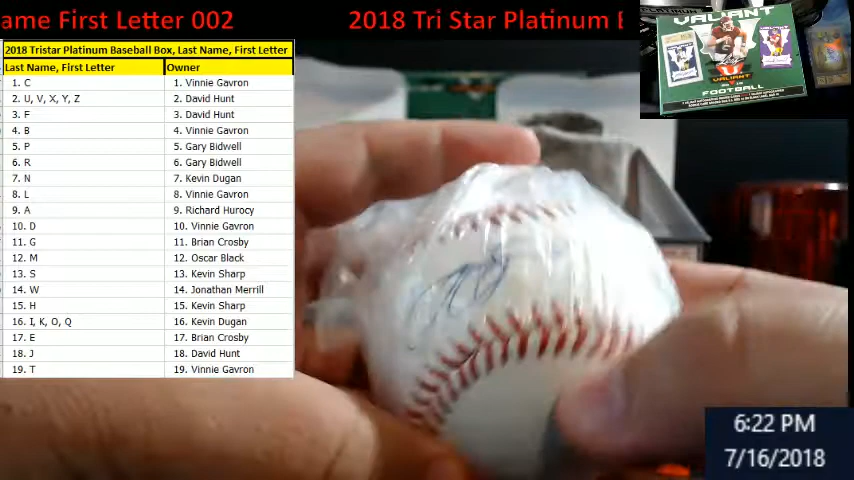 ame First Letter 002
2018 Tri Star Platinum B
2018 Tristar Platinum Baseball Box, Last Name, First Letter
Last Name, First Letter Owner
1. C 1. Vinnie Gavron
2. U, V, X, Y, Z 2. David Hunt
3. F 3. David Hunt
4. B 4. Vinnie Gavron
5. P 5. Gary Bidwell
6. R 6. Gary Bidwell
7. N 7. Kevin Dugan
8. L 8. Vinnie Gavron
9. A 9. Richard Hurocy
10. D 10. Vinnie Gavron
11. G 11. Brian Crosby
12. M 12. Oscar Black
13. S 13. Kevin Sharp
14. W 14. Jonathan Merrill
15. H 15. Kevin Sharp
16. I, K, O, Q 16. Kevin Dugan
17. E 17. Brian Crosby
18. J 18. David Hunt
19. T 19. Vinnie Gavron
VALIANT
VALIANT
FOOTBALL
6:22 PM
7/16/2018